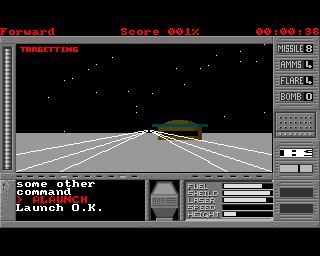 Forward Score 001% 00:00:36
TARGETTING
MISSILE 8
AMMS 4
FLARE 4
BOMB 0
183
some other
command
> ALAUNCH
Launch O.K.
FUEL
SHEILD
LASER
SPEED
HEIGHT